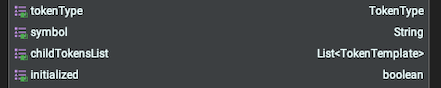 tokenType TokenType
symbol String
childTokensList List<TokenTemplate>
initialized boolean